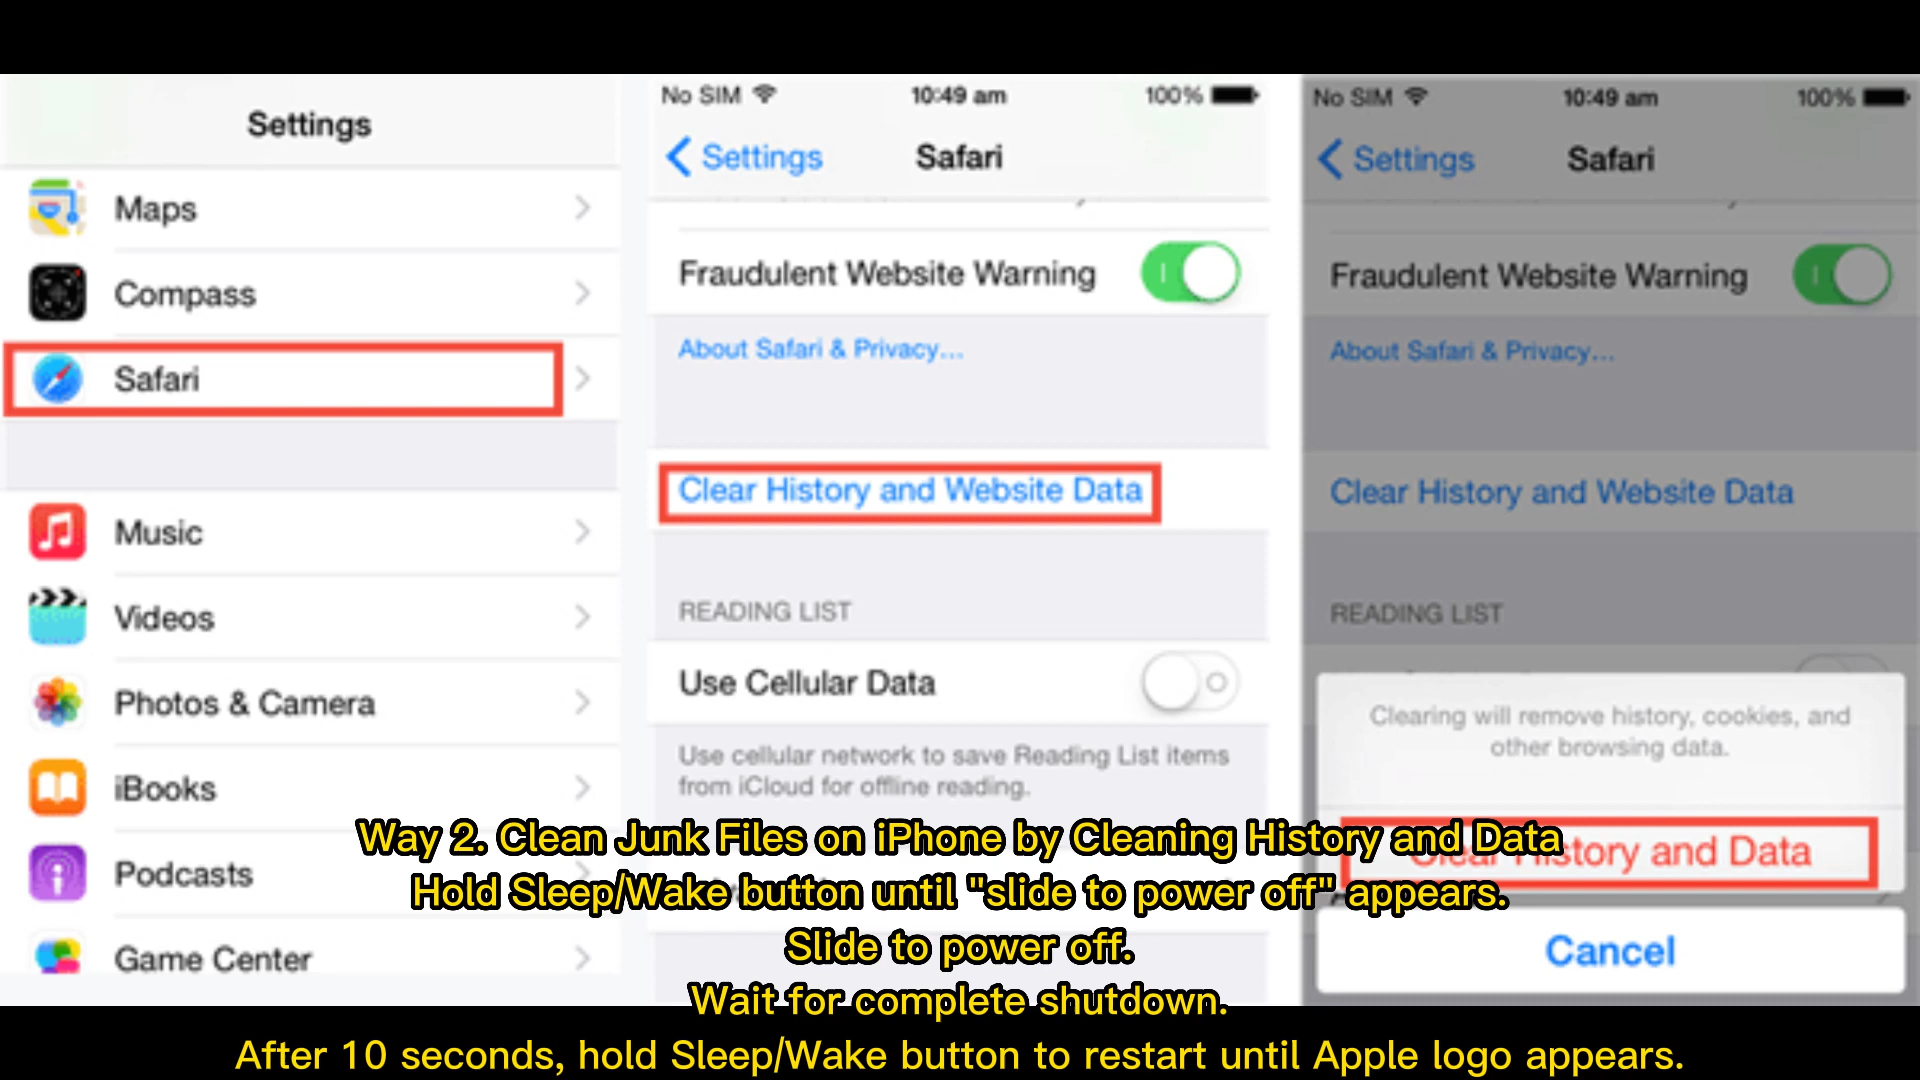 Settings
Maps
Compass
Safari
Music
Videos
Photos & Camera
iBooks
Podcasts
Game Center
No SIM
10:49 am
100%
Settings
Safari
Fraudulent Website Warning
About Safari & Privacy...
Clear History and Website Data
READING LIST
Use Cellular Data
Use cellular network to save Reading List items
from iCloud for offline reading.
No SIM
10:49 am
100%
Settings
Safari
Fraudulent Website Warning
About Safari & Privacy...
Clear History and Website Data
READING LIST
Clearing will remove history, cookies, and
other browsing data.
Clear History and Data
Cancel
Way 2. Clean Junk Files on iPhone by Cleaning History and Data
Hold Sleep/Wake button until "slide to power off" appears.
Slide to power off.
Wait for complete shutdown.
After 10 seconds, hold Sleep/Wake button to restart until Apple logo appears.